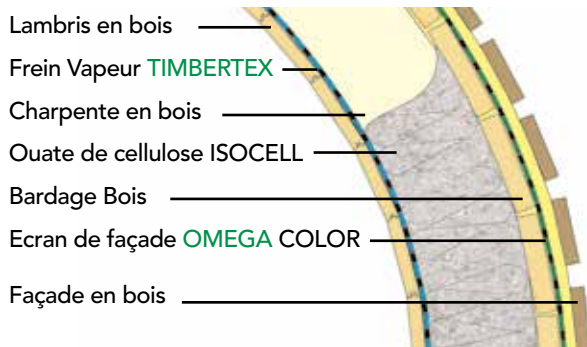 Lambris en bois
Frein Vapeur TIMBERTEX
Charpente en bois
Ouate de cellulose ISOCELL
Bardage Bois
Ecran de façade OMEGA COLOR
Façade en bois